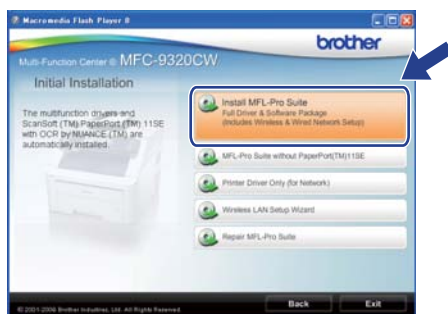 Macromedia Flash Player 8
brother
Multi-Function Center® MFC-9320CW
Initial Installation
The multifunction drivers and
ScanSoft (TM) PaperPort (TM) 11SE
with OCR by NUANCE (TM) are
automatically installed.
Install MFL-Pro Suite
Full Driver & Software Package
(Includes Wireless & Wired Network Setup)
MFL-Pro Suite without PaperPort(TM)11SE
Printer Driver Only (for Network)
Wireless LAN Setup Wizard
Repair MFL-Pro Suite
© 2001-2008 Brother Industries, Ltd. All Rights Reserved.
Back
Exit